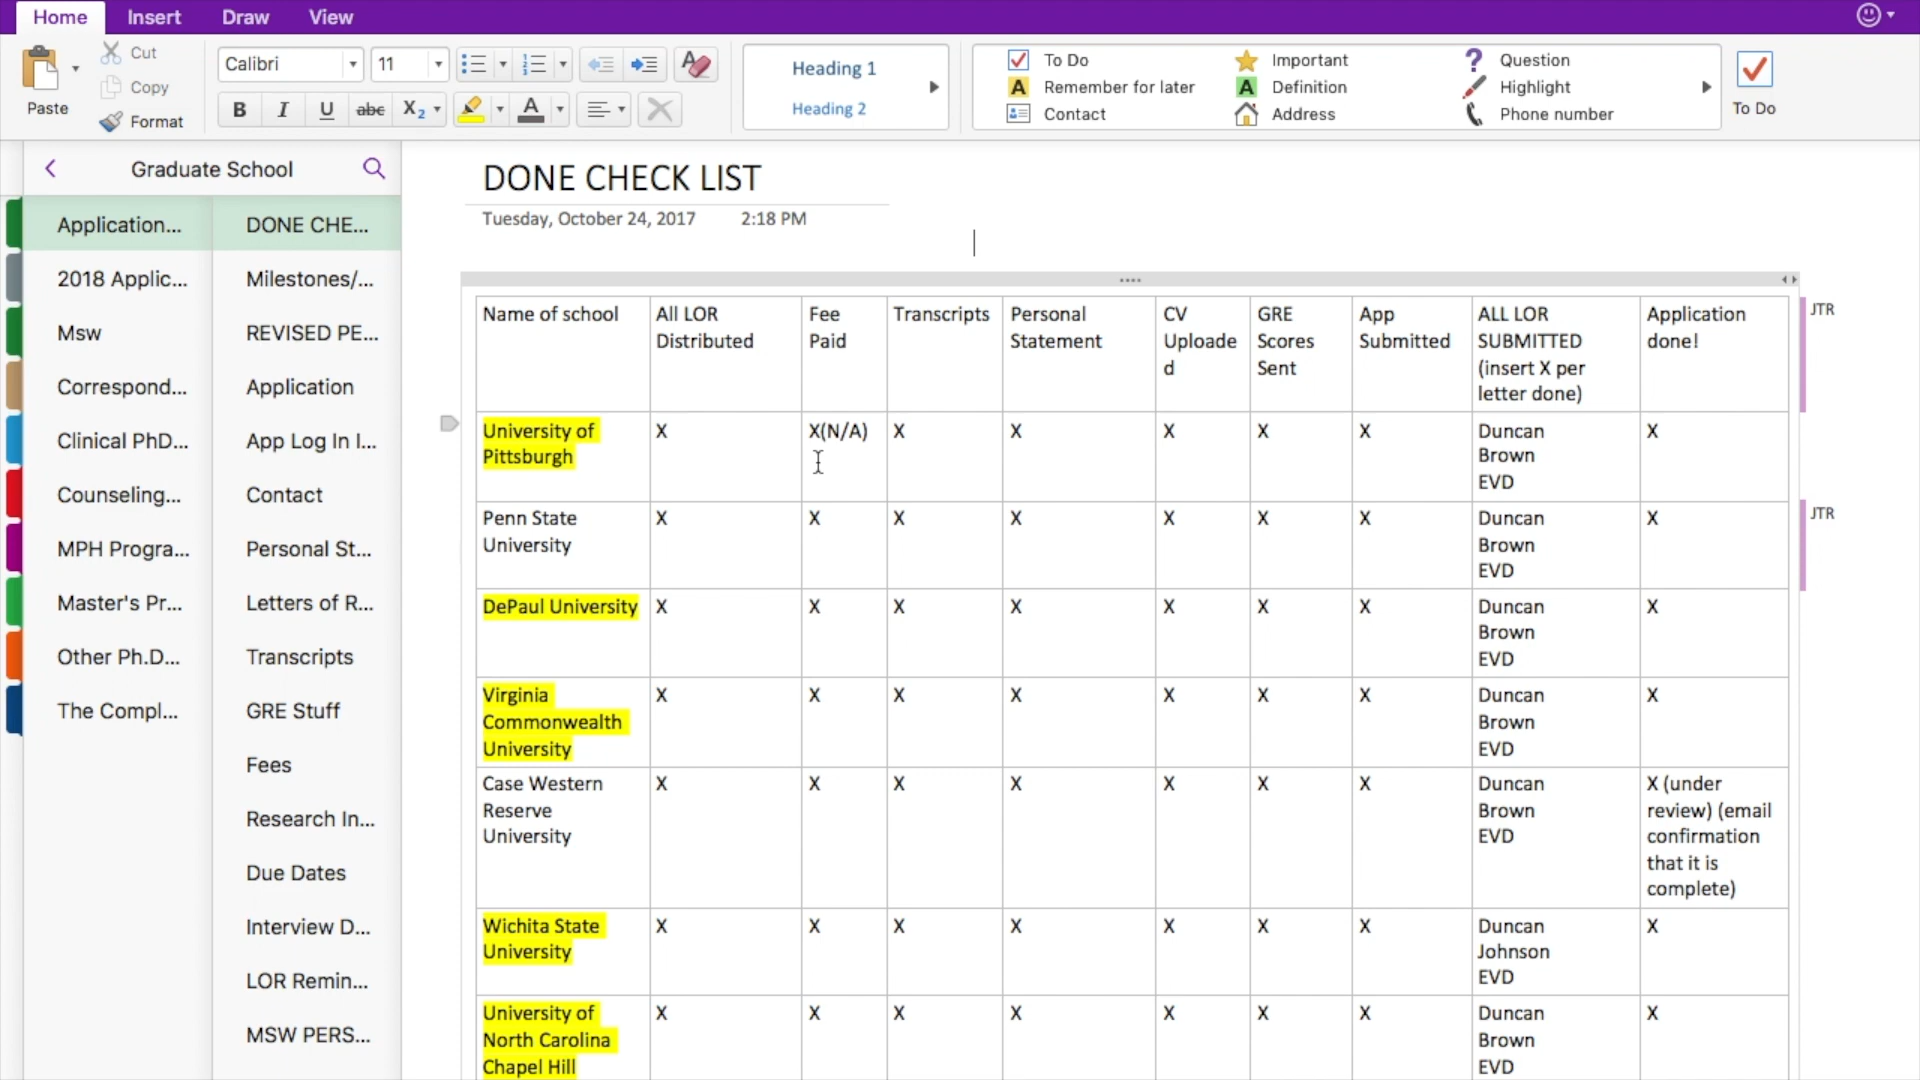 Home Insert Draw View
Paste
Cut
Copy
Format
Calibri 11
B I U abc X2 A
Heading 1
Heading 2
To Do Important Question
Remember for later Definition Highlight
Contact Address Phone number
To Do
Graduate School
Application...
2018 Applic...
Msw
Correspond...
Clinical PhD...
Counseling...
MPH Progra...
Master's Pr...
Other Ph.D...
The Compl...
DONE CHE...
Milestones/...
REVISED PE...
Application
App Log In I...
Contact
Personal St...
Letters of R...
Transcripts
GRE Stuff
Fees
Research In...
Due Dates
Interview D...
LOR Remin...
MSW PERS...
DONE CHECK LIST
Tuesday, October 24, 2017 2:18 PM
Name of school All LOR Fee Transcripts Personal CV GRE App ALL LOR Application JTR
Distributed Paid Statement Uploade Scores Submitted SUBMITTED done!
d Sent (insert X per
letter done)
University of X X(N/A) X X X X X Duncan X
Pittsburgh Brown
EVD
Penn State X X X X X X X Duncan X JTR
University Brown
EVD
DePaul University X X X X X X X Duncan X
Brown
EVD
Virginia X X X X X X X Duncan X
Commonwealth Brown
University EVD
Case Western X X X X X X X Duncan X (under
Reserve Brown review) (email
University EVD confirmation
that it is
complete)
Wichita State X X X X X X X Duncan X
University Johnson
EVD
University of X X X X X X X Duncan X
North Carolina Brown
Chapel Hill EVD